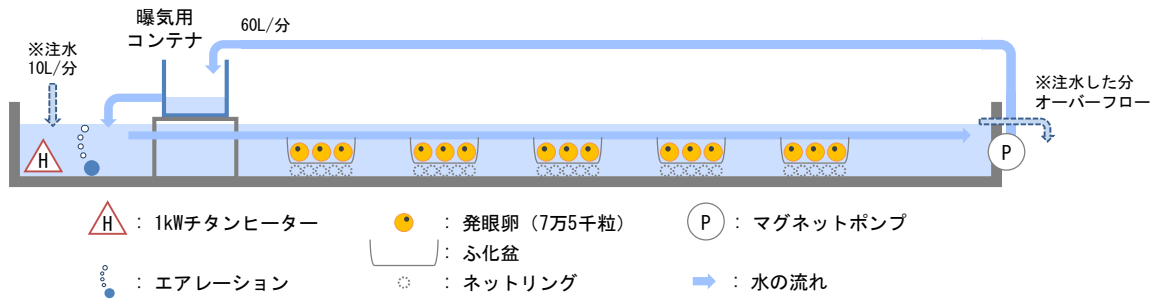 曝気用
コンテナ
60L/分
※注水
10L/分
※注水した分
オーバーフロー
H
P
H : 1kWチタンヒーター
: 発眼卵（7万5千粒）
P : マグネットポンプ
: ふ化盆
: エアレーション
: ネットリング
: 水の流れ